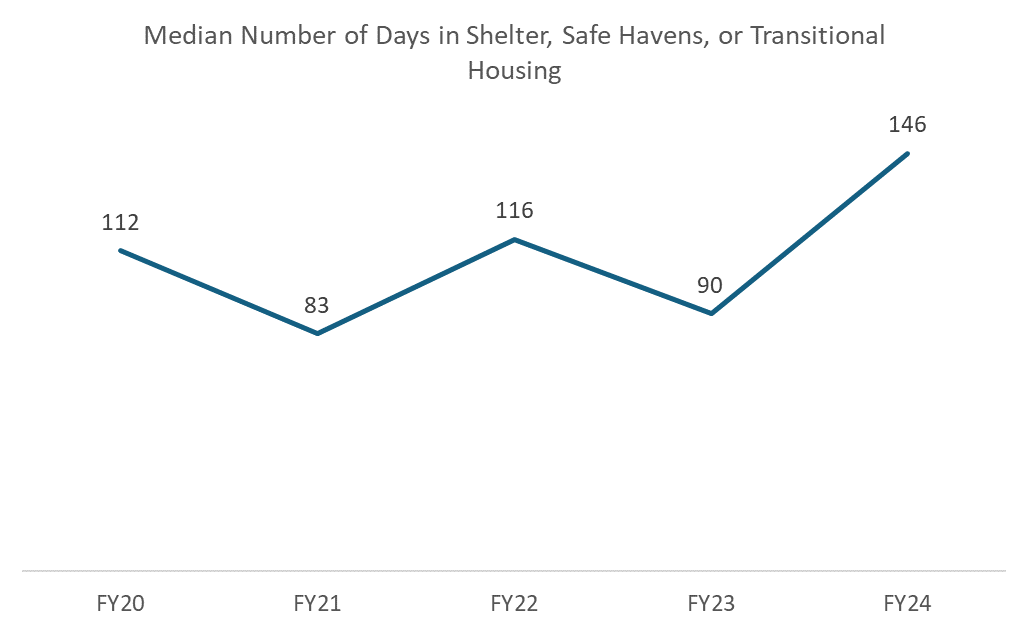 Median Number of Days in Shelter, Safe Havens, or Transitional
Housing
146
116
112
90
83
FY20 FY21 FY22 FY23 FY24